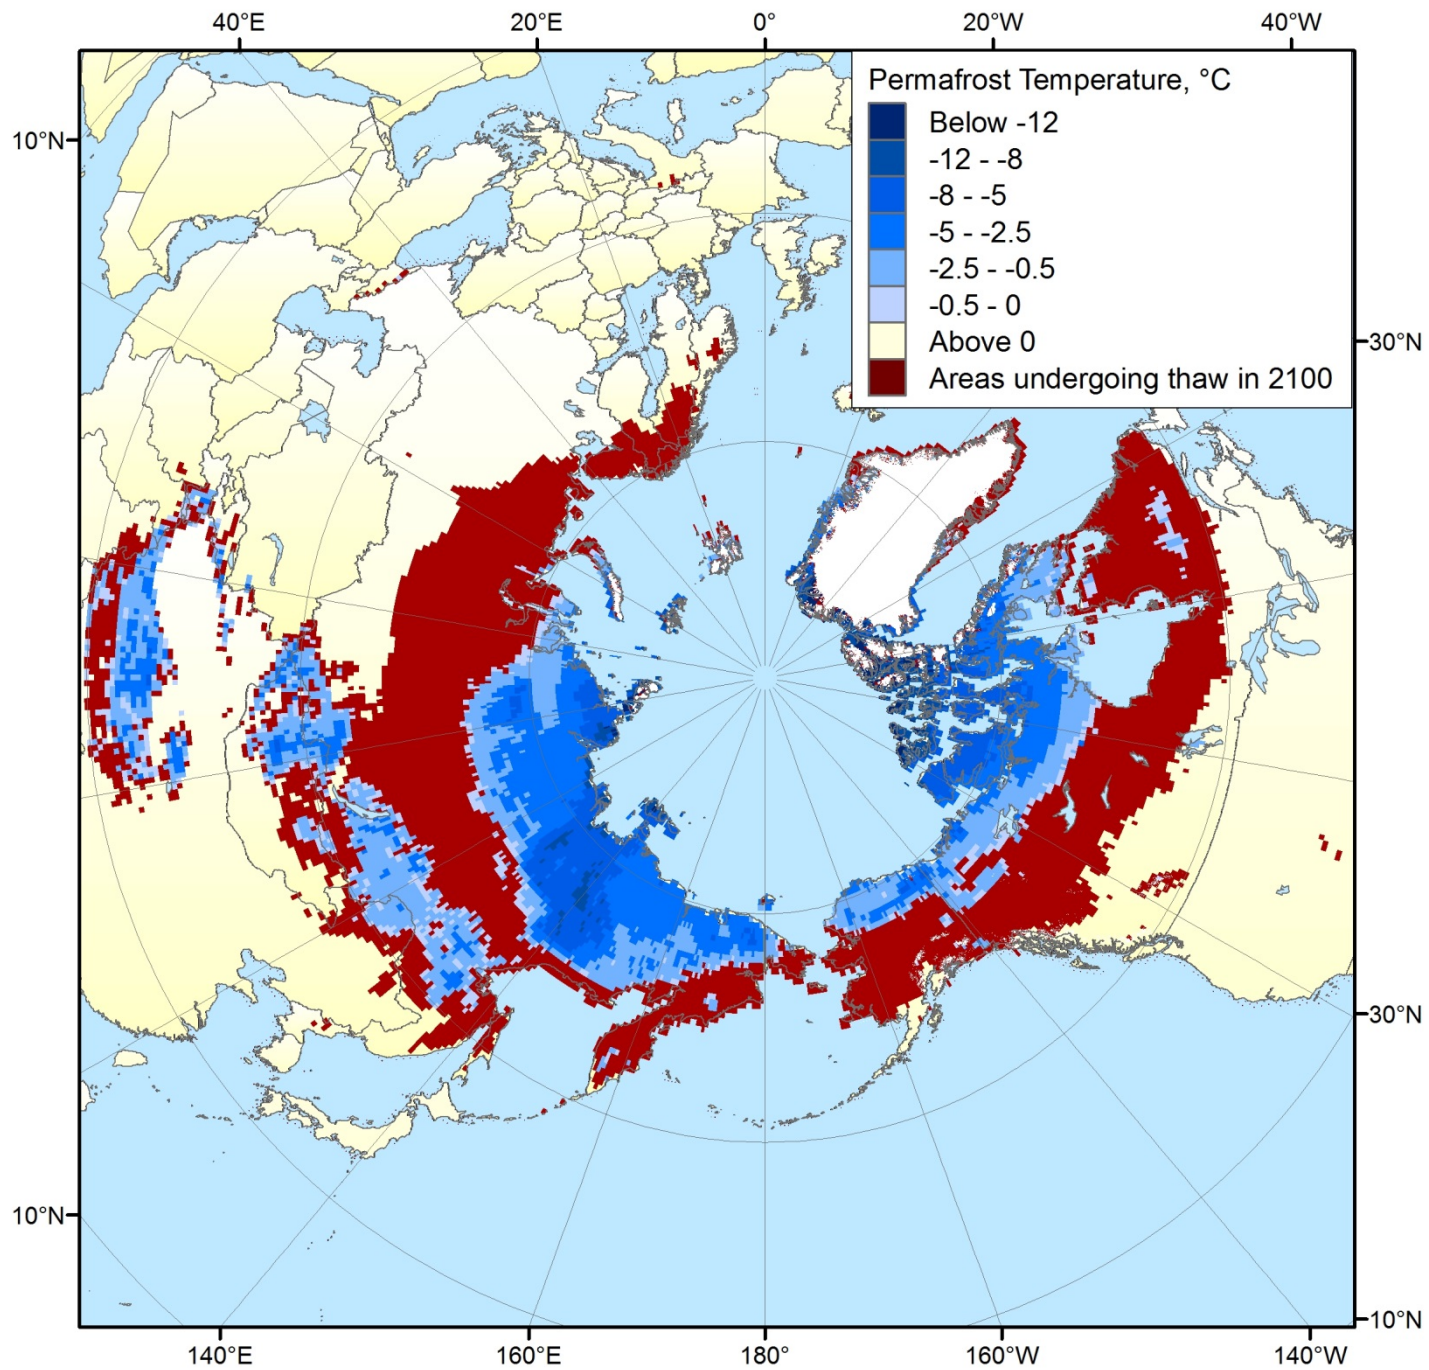 40°E 20°E 0° 20°W 40°W
Permafrost Temperature, °C
Below -12
-12 - -8
-8 - -5
-5 - -2.5
-2.5 - -0.5
-0.5 - 0
Above 0
Areas undergoing thaw in 2100
10°N
30°N
30°N
10°N
10°N
140°E 160°E 180° 160°W 140°W